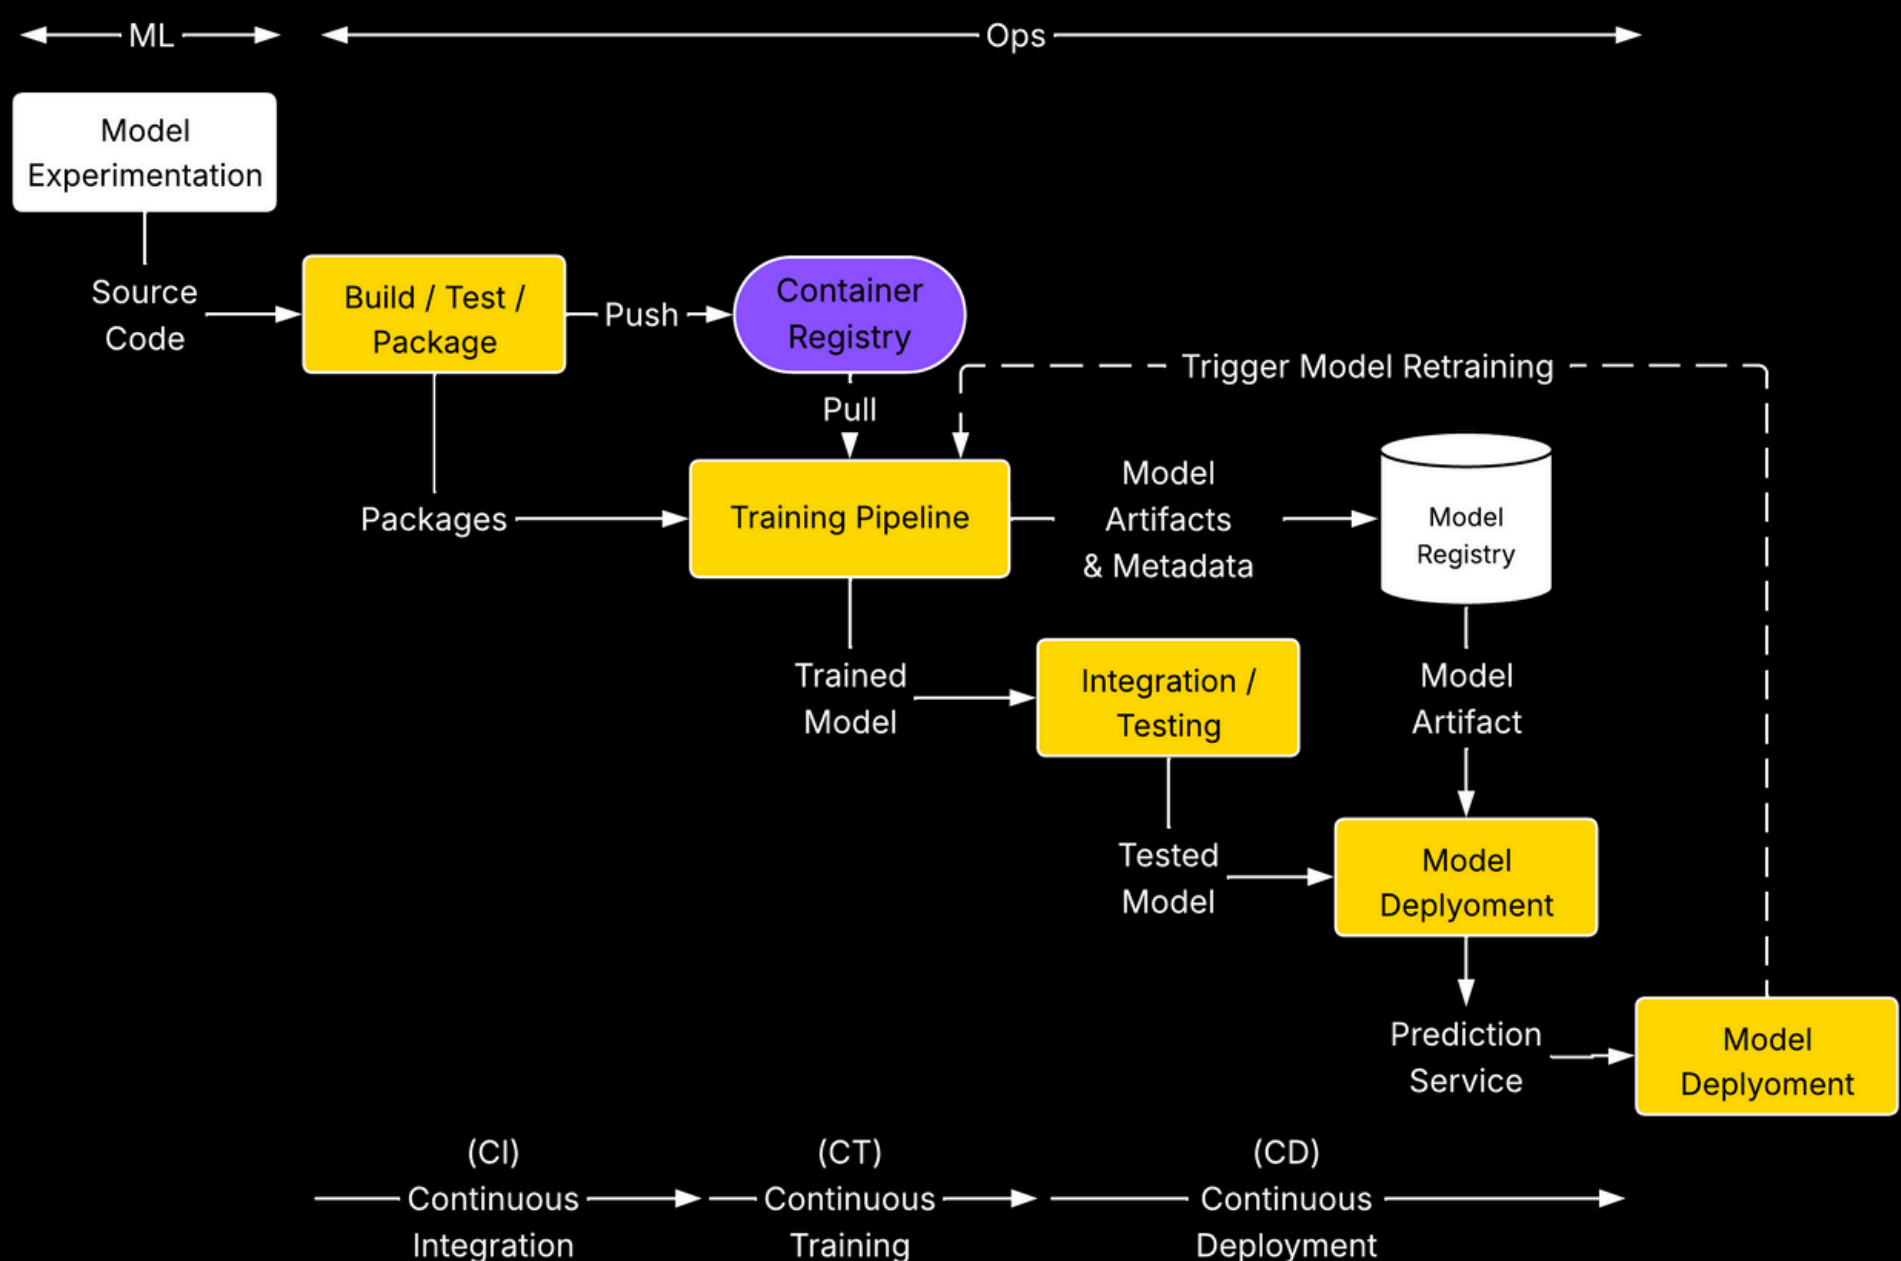 ML
Ops
Model
Experimentation
Source
Code
Build / Test /
Package
Push
Container
Registry
Trigger Model Retraining
Pull
Packages
Training Pipeline
Model
Artifacts
& Metadata
Model
Registry
Trained
Model
Integration /
Testing
Model
Artifact
Tested
Model
Model
Deplyoment
Prediction
Service
Model
Deplyoment
(CI)
Continuous
Integration
(CT)
Continuous
Training
(CD)
Continuous
Deployment